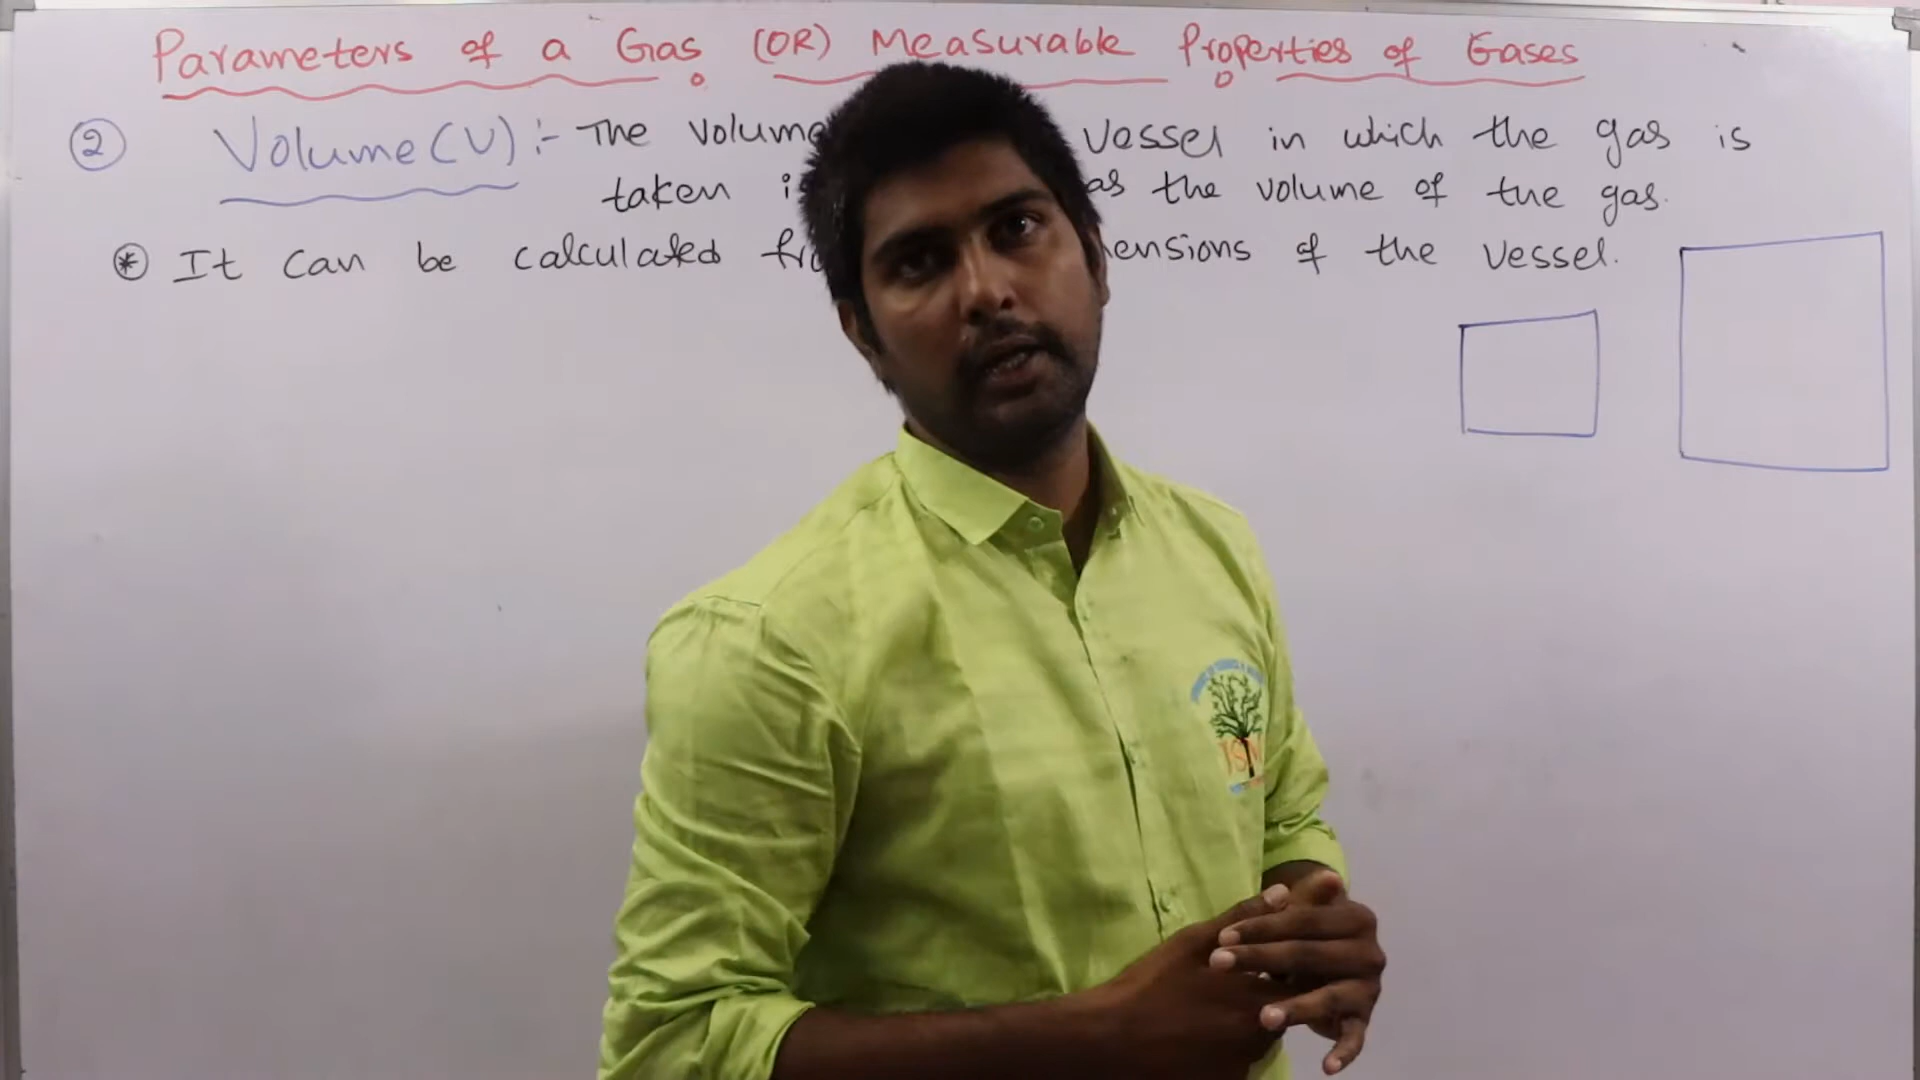 Parameters of a Gas (OR) Measurable Properties of Gases
② Volume (V) :- The Volume Vessel in which the gas is
taken as the volume of the gas.
* It can be calculated of the vessel.
JSN